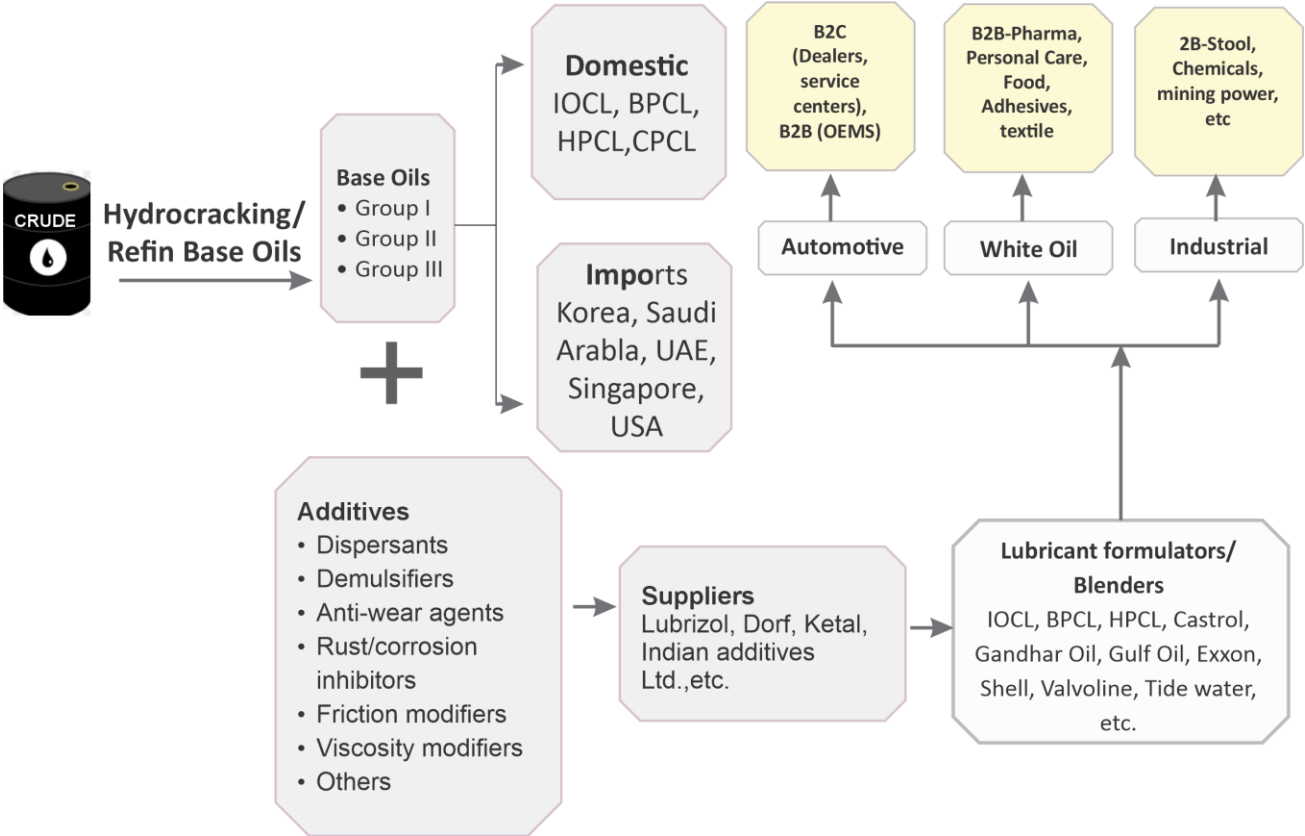 CRUDE
Hydrocracking/
Refin Base Oils
Base Oils
• Group I
• Group II
• Group III
Domestic
IOCL, BPCL,
HPCL,CPCL
Imports
Korea, Saudi
Arabla, UAE,
Singapore,
USA
B2C
(Dealers,
service
centers),
B2B (OEMS)
B2B-Pharma,
Personal Care,
Food,
Adhesives,
textile
2B-Stool,
Chemicals,
mining power,
etc
Automotive
White Oil
Industrial
+
Additives
• Dispersants
• Demulsifiers
• Anti-wear agents
• Rust/corrosion
inhibitors
• Friction modifiers
• Viscosity modifiers
• Others
Suppliers
Lubrizol, Dorf, Ketal,
Indian additives
Ltd.,etc.
Lubricant formulators/
Blenders
IOCL, BPCL, HPCL, Castrol,
Gandhar Oil, Gulf Oil, Exxon,
Shell, Valvoline, Tide water,
etc.